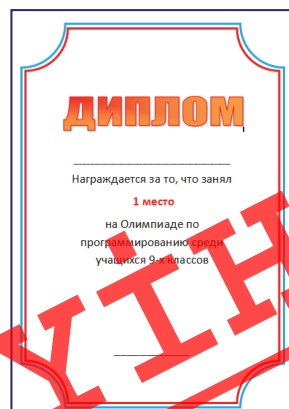 ДИПЛОМ
Награждается за то, что занял
1 место
на Олимпиаде по
программированию среди
учащихся 9-х классов